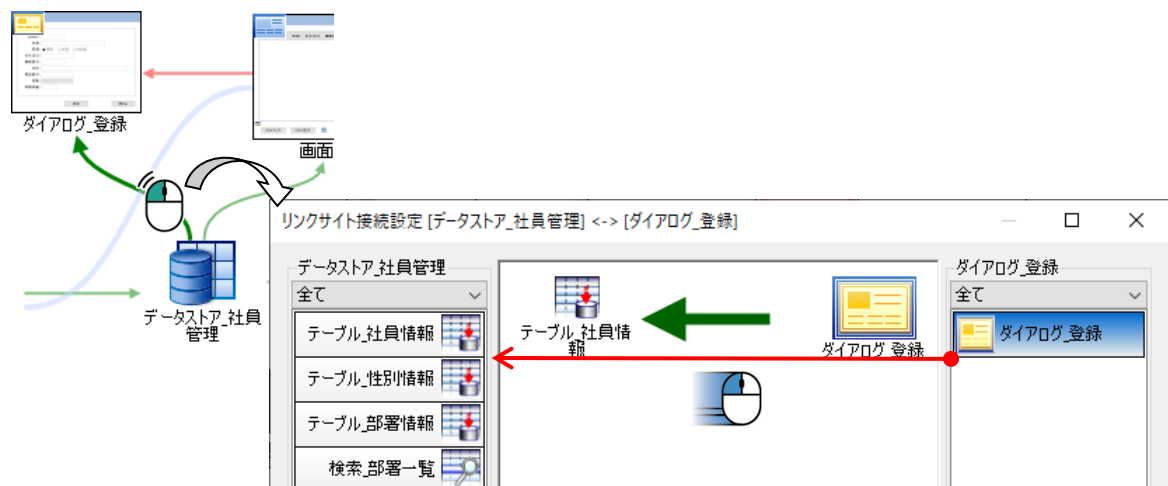 ダイアログ_登録
画面
データストア_社員
管理
リンクサイト接続設定 [データストア_社員管理] <-> [ダイアログ_登録]
データストア_社員管理
全て
テーブル_社員情報
テーブル_性別情報
テーブル_部署情報
検索_部署一覧
テーブル_社員情
報
ダイアログ_登録
ダイアログ_登録
全て
ダイアログ_登録